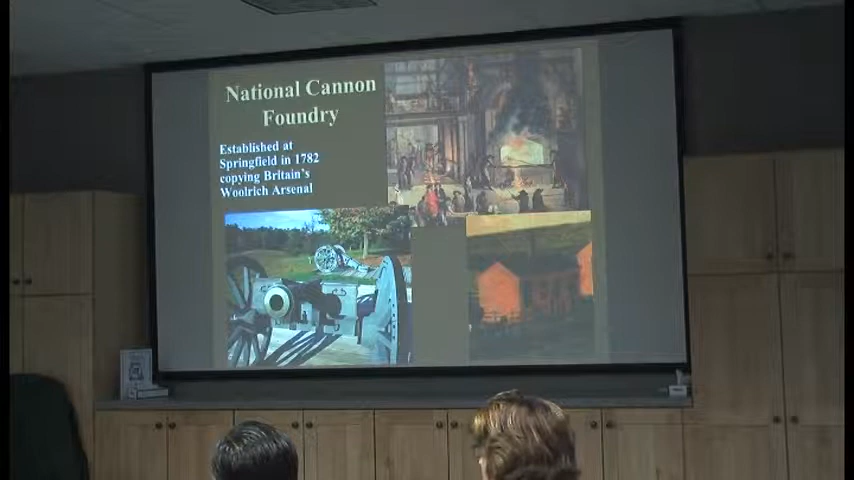 National Cannon
Foundry
Established at
Springfield in 1782
copying Britain's
Woolrich Arsenal